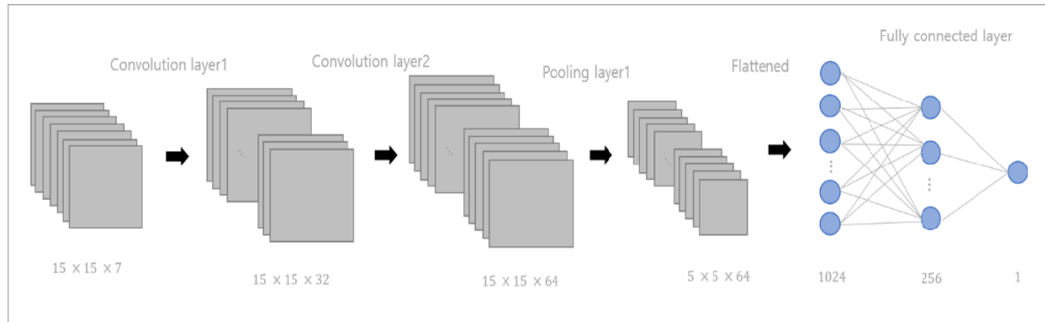 Fully connected layer
Convolution layer1
Convolution layer2
Pooling layer1
Flattened
15 × 15 × 7
15 × 15 × 32
15 × 15 × 64
5 × 5 × 64
1024
256
1